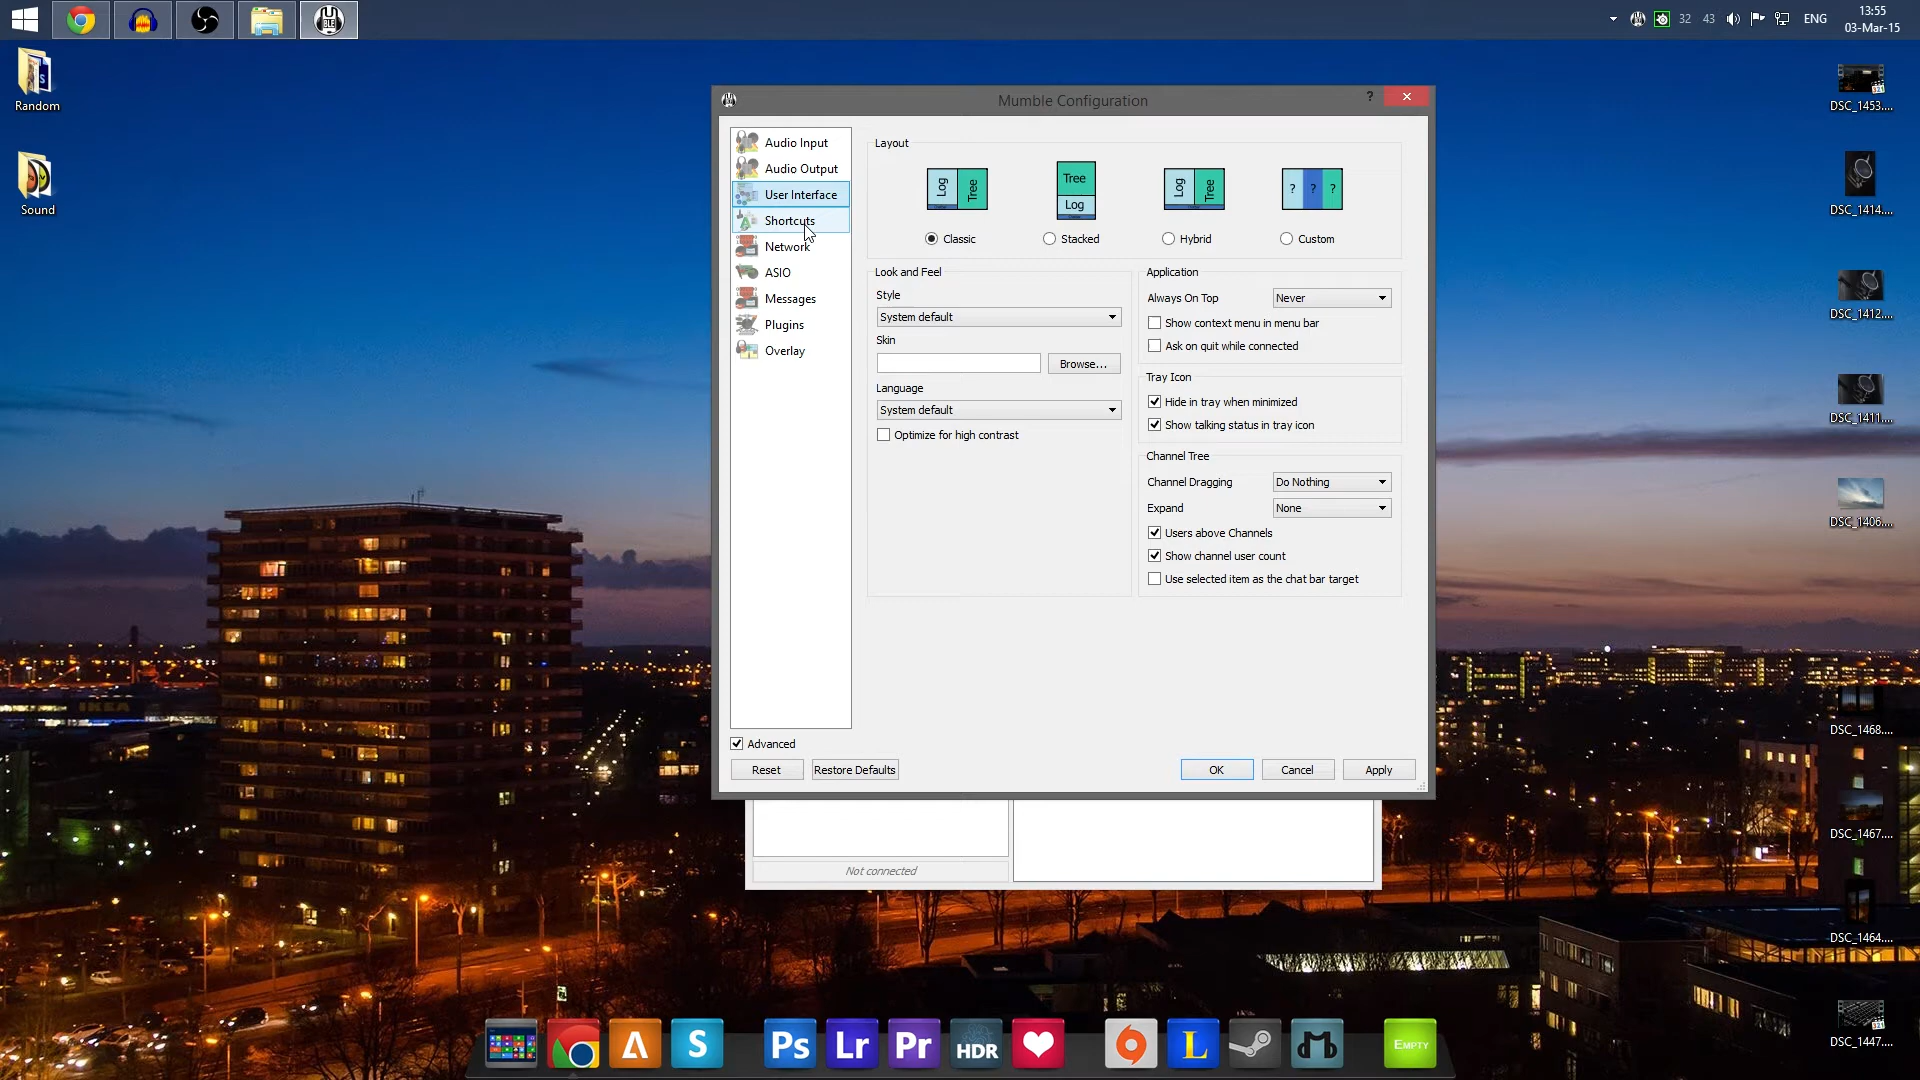 32 43 ENG 13:55
03-Mar-15
Random
Sound
DSC_1453....
DSC_1414....
DSC_1412....
DSC_1411....
DSC_1406....
DSC_1468....
DSC_1467....
DSC_1464....
DSC_1447....
Mumble Configuration
?
Audio Input
Audio Output
User Interface
Shortcuts
Network
ASIO
Messages
Plugins
Overlay
Layout
Log Tree
Tree
Log
Log Tree
? ? ?
Classic
Stacked
Hybrid
Custom
Look and Feel
Style
System default
Skin
Browse...
Language
System default
Optimize for high contrast
Application
Always On Top Never
Show context menu in menu bar
Ask on quit while connected
Tray Icon
Hide in tray when minimized
Show talking status in tray icon
Channel Tree
Channel Dragging Do Nothing
Expand None
Users above Channels
Show channel user count
Use selected item as the chat bar target
Advanced
Reset Restore Defaults OK Cancel Apply
Not connected
IKEA
S Ps Lr Pr HDR L EMPTY